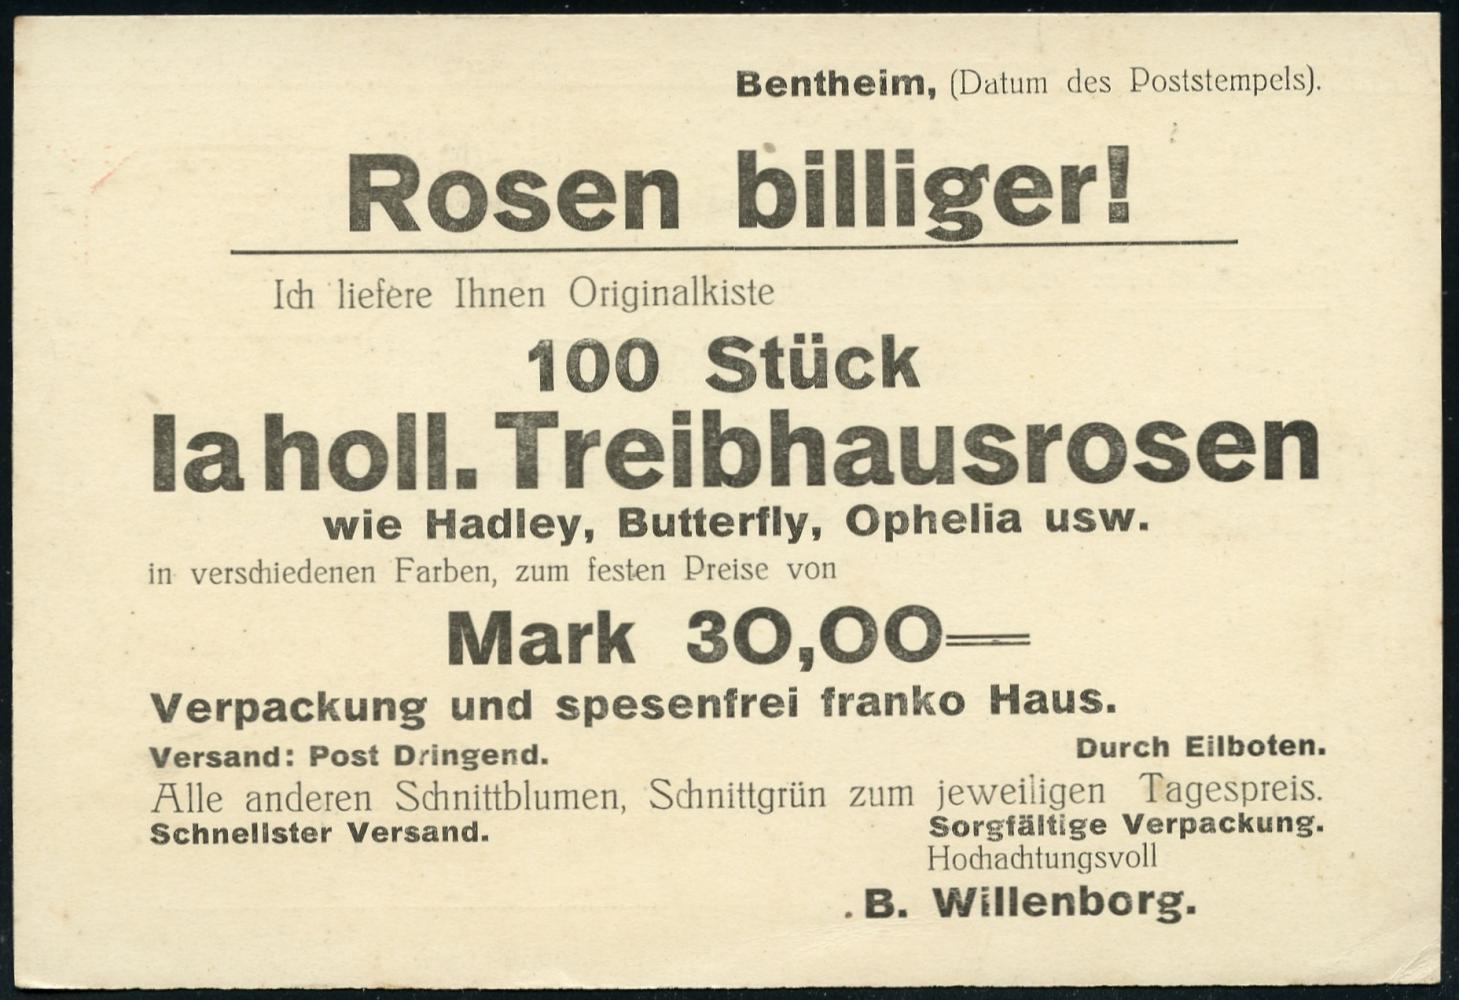 Bentheim, (Datum des Poststempels).
Rosen billiger!
Ich liefere Ihnen Originalkiste
100 Stück
Ia holl. Treibhausrosen
wie Hadley, Butterfly, Ophelia usw.
in verschiedenen Farben, zum festen Preise von
Mark 30,00
Verpackung und spesenfrei franko Haus.
Versand: Post Dringend. Durch Eilboten.
Alle anderen Schnittblumen, Schnittgrün zum jeweiligen Tagespreis.
Schnellster Versand. Sorgfältige Verpackung.
Hochachtungsvoll
B. Willenborg.